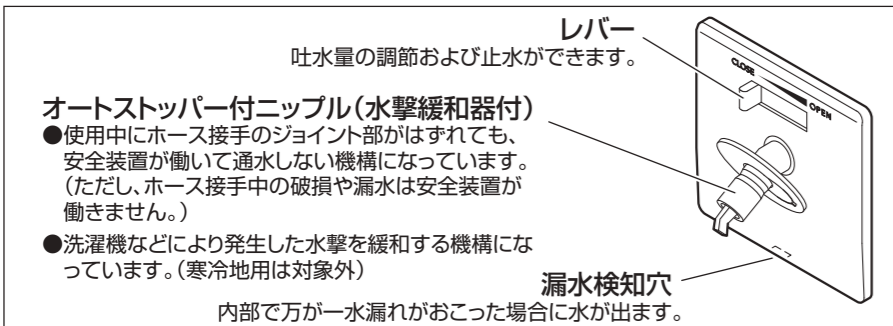 レバー
吐水量の調節および止水ができます。
CLOSE
OPEN
オートストッパー付ニップル(水撃緩和器付)
●使用中にホース接手のジョイント部がはずれても、
安全装置が働いて通水しない機構になっています。
(ただし、ホース接手中の破損や漏水は安全装置が
働きません。)
●洗濯機などにより発生した水撃を緩和する機構にな
っています。(寒冷地用は対象外)
漏水検知穴
内部で万が一水漏れがおこった場合に水が出ます。